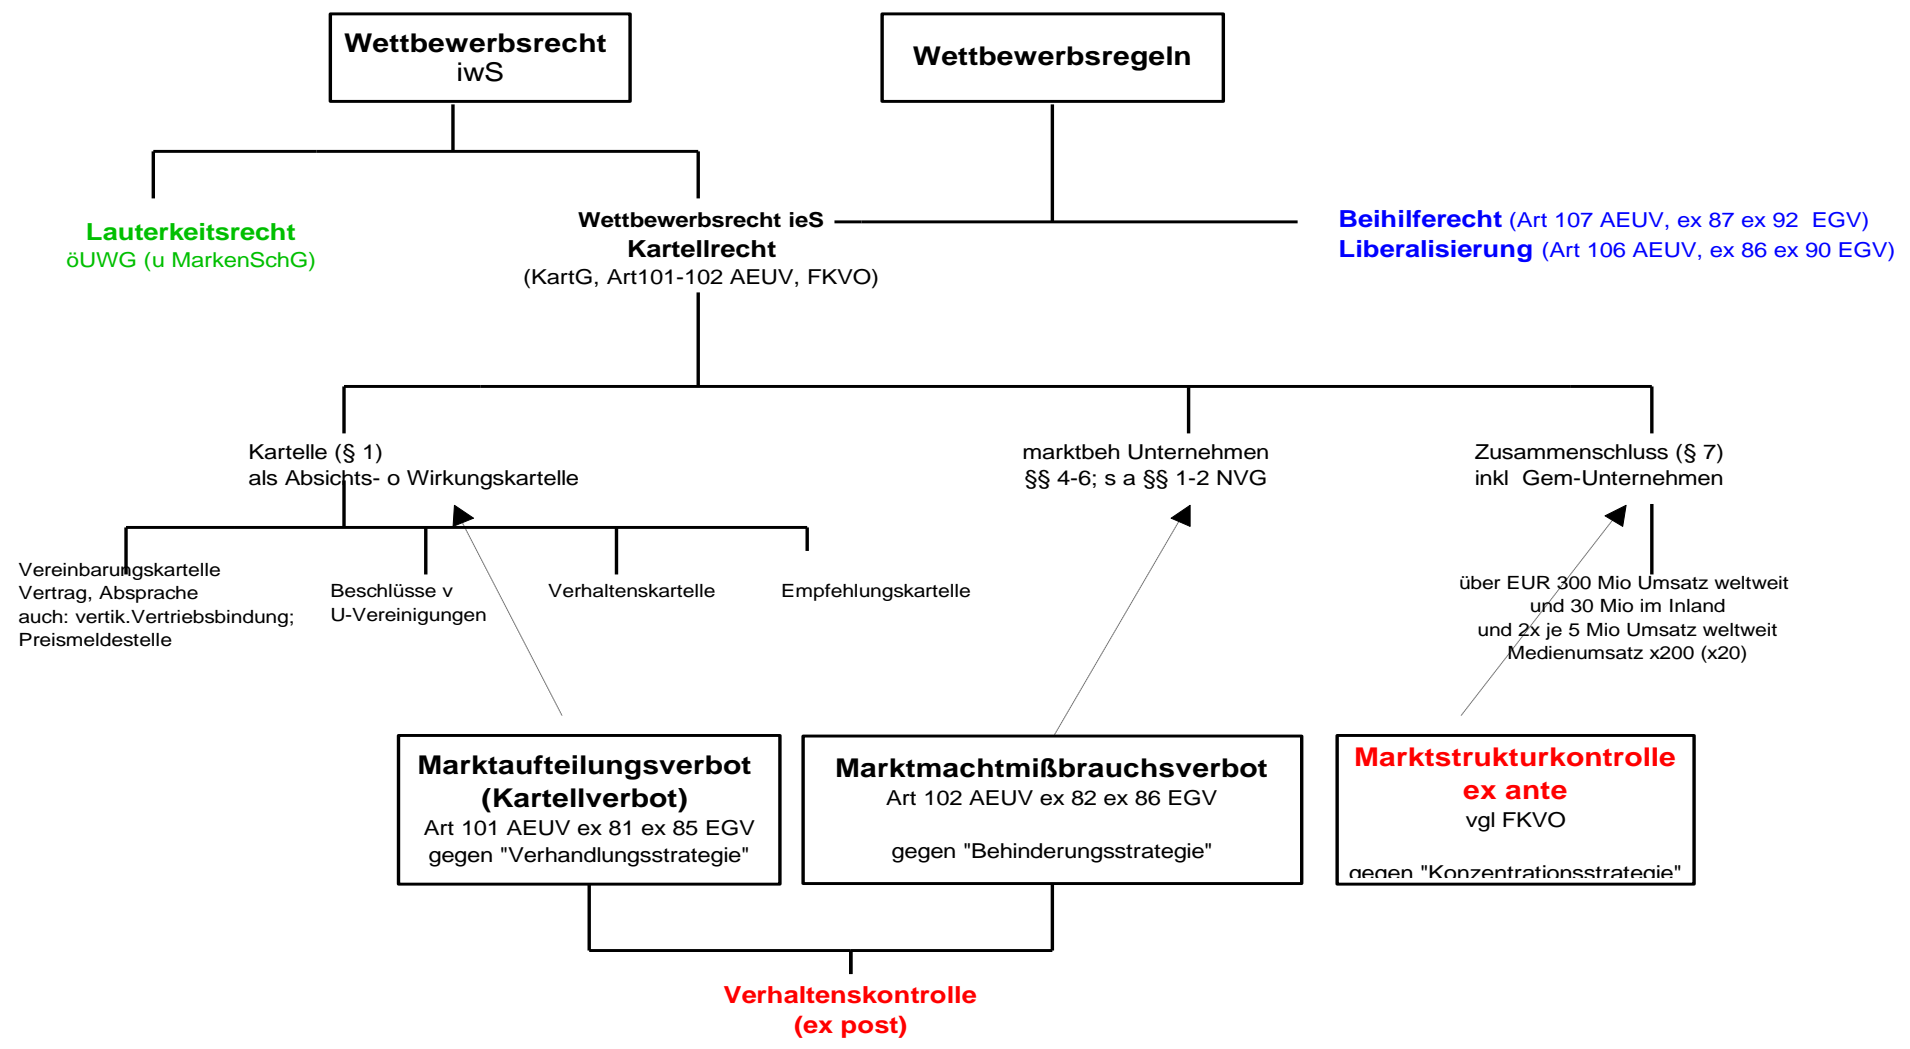 Wettbewerbsrecht
iwS
Wettbewerbsregeln
Lauterkeitsrecht
öUWG (u MarkenSchG)
Wettbewerbsrecht ieS
Kartellrecht
(KartG, Art101-102 AEUV, FKVO)
Beihilferecht (Art 107 AEUV, ex 87 ex 92 EGV)
Liberalisierung (Art 106 AEUV, ex 86 ex 90 EGV)
Kartelle (§ 1)
als Absichts- o Wirkungskartelle
marktbeh Unternehmen
§§ 4-6; s a §§ 1-2 NVG
Zusammenschluss (§ 7)
inkl Gem-Unternehmen
Vereinbarungskartelle
Vertrag, Absprache
auch: vertik.Vertriebsbindung;
Preismeldestelle
Beschlüsse v
U-Vereinigungen
Verhaltenskartelle
Empfehlungskartelle
über EUR 300 Mio Umsatz weltweit
und 30 Mio im Inland
und 2x je 5 Mio Umsatz weltweit
Medienumsatz x200 (x20)
Marktaufteilungsverbot
(Kartellverbot)
Art 101 AEUV ex 81 ex 85 EGV
gegen "Verhandlungsstrategie"
Marktmachtmißbrauchsverbot
Art 102 AEUV ex 82 ex 86 EGV
gegen "Behinderungsstrategie"
Marktstrukturkontrolle
ex ante
vgl FKVO
gegen "Konzentrationsstrategie"
Verhaltenskontrolle
(ex post)